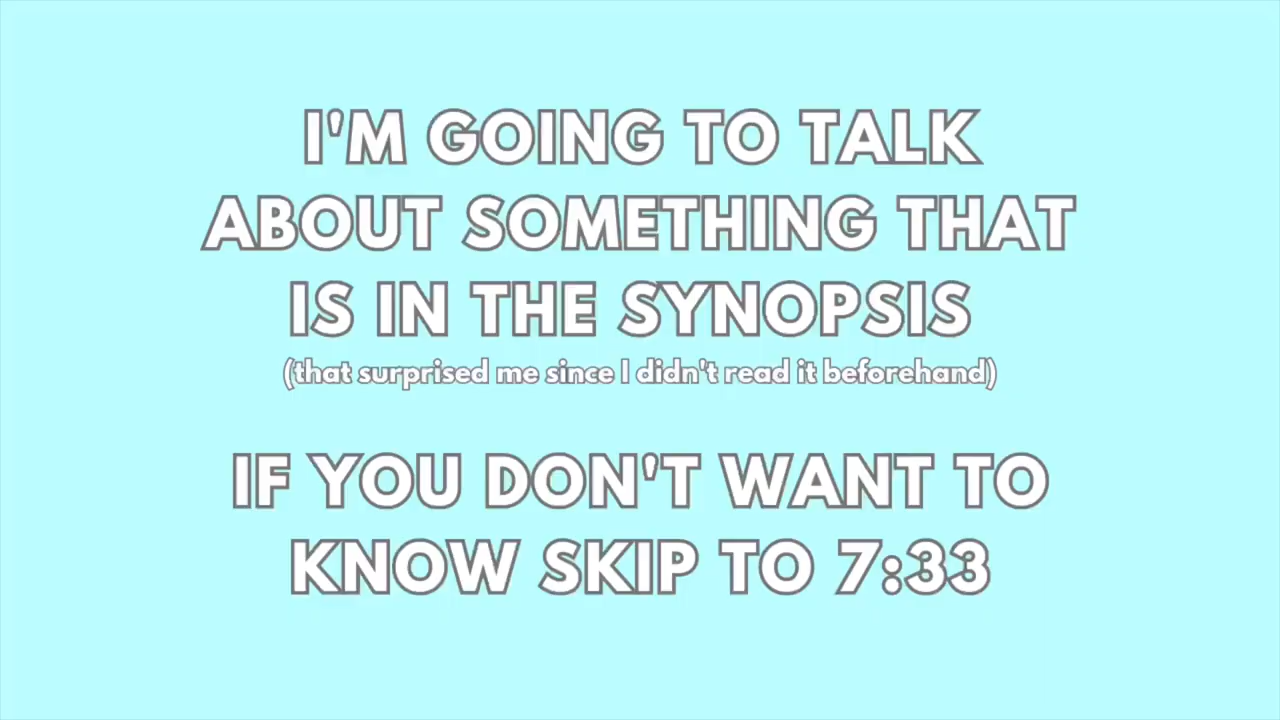 I'M GOING TO TALK
ABOUT SOMETHING THAT
IS IN THE SYNOPSIS
(that surprised me since I didn't read it beforehand)
IF YOU DON'T WANT TO
KNOW SKIP TO 7:33